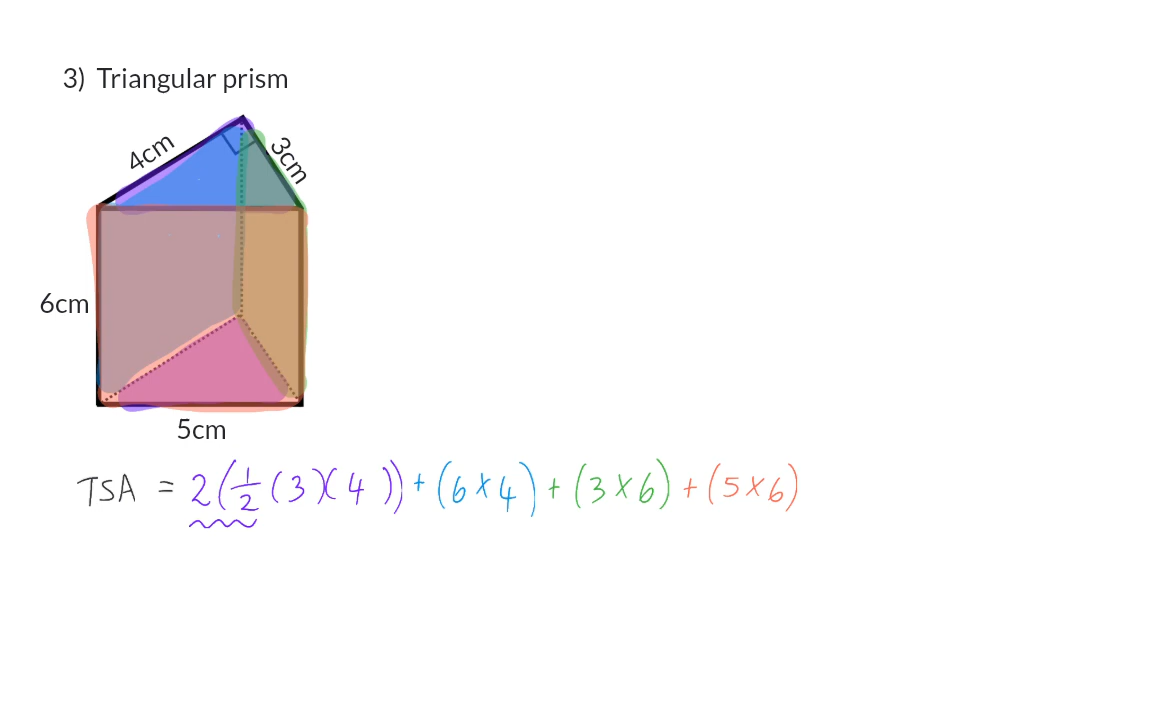 3) Triangular prism
4cm
3cm
6cm
5cm
TSA = 2(½(3)(4)) + (6×4) + (3×6) + (5×6)